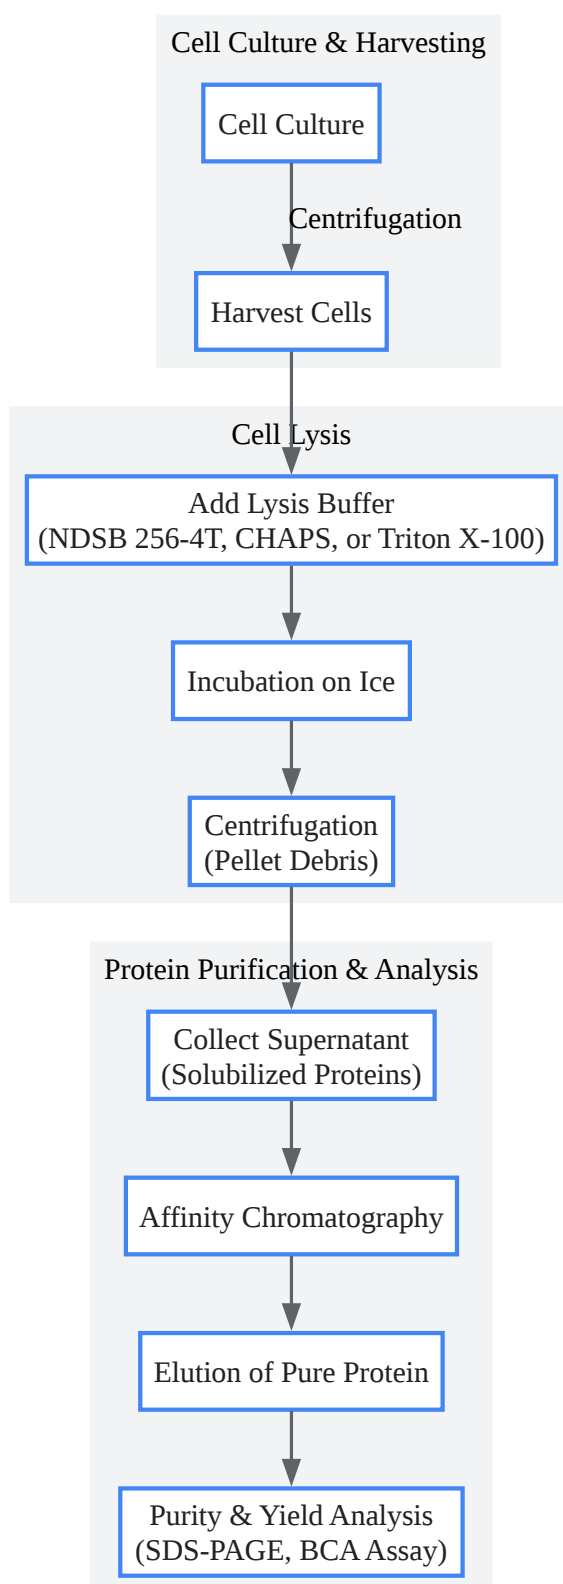 Cell Culture & Harvesting
Cell Culture
Centrifugation
Harvest Cells
Cell Lysis
Add Lysis Buffer
(NDSB 256-4T, CHAPS, or Triton X-100)
Incubation on Ice
Centrifugation
(Pellet Debris)
Protein Purification & Analysis
Collect Supernatant
(Solubilized Proteins)
Affinity Chromatography
Elution of Pure Protein
Purity & Yield Analysis
(SDS-PAGE, BCA Assay)